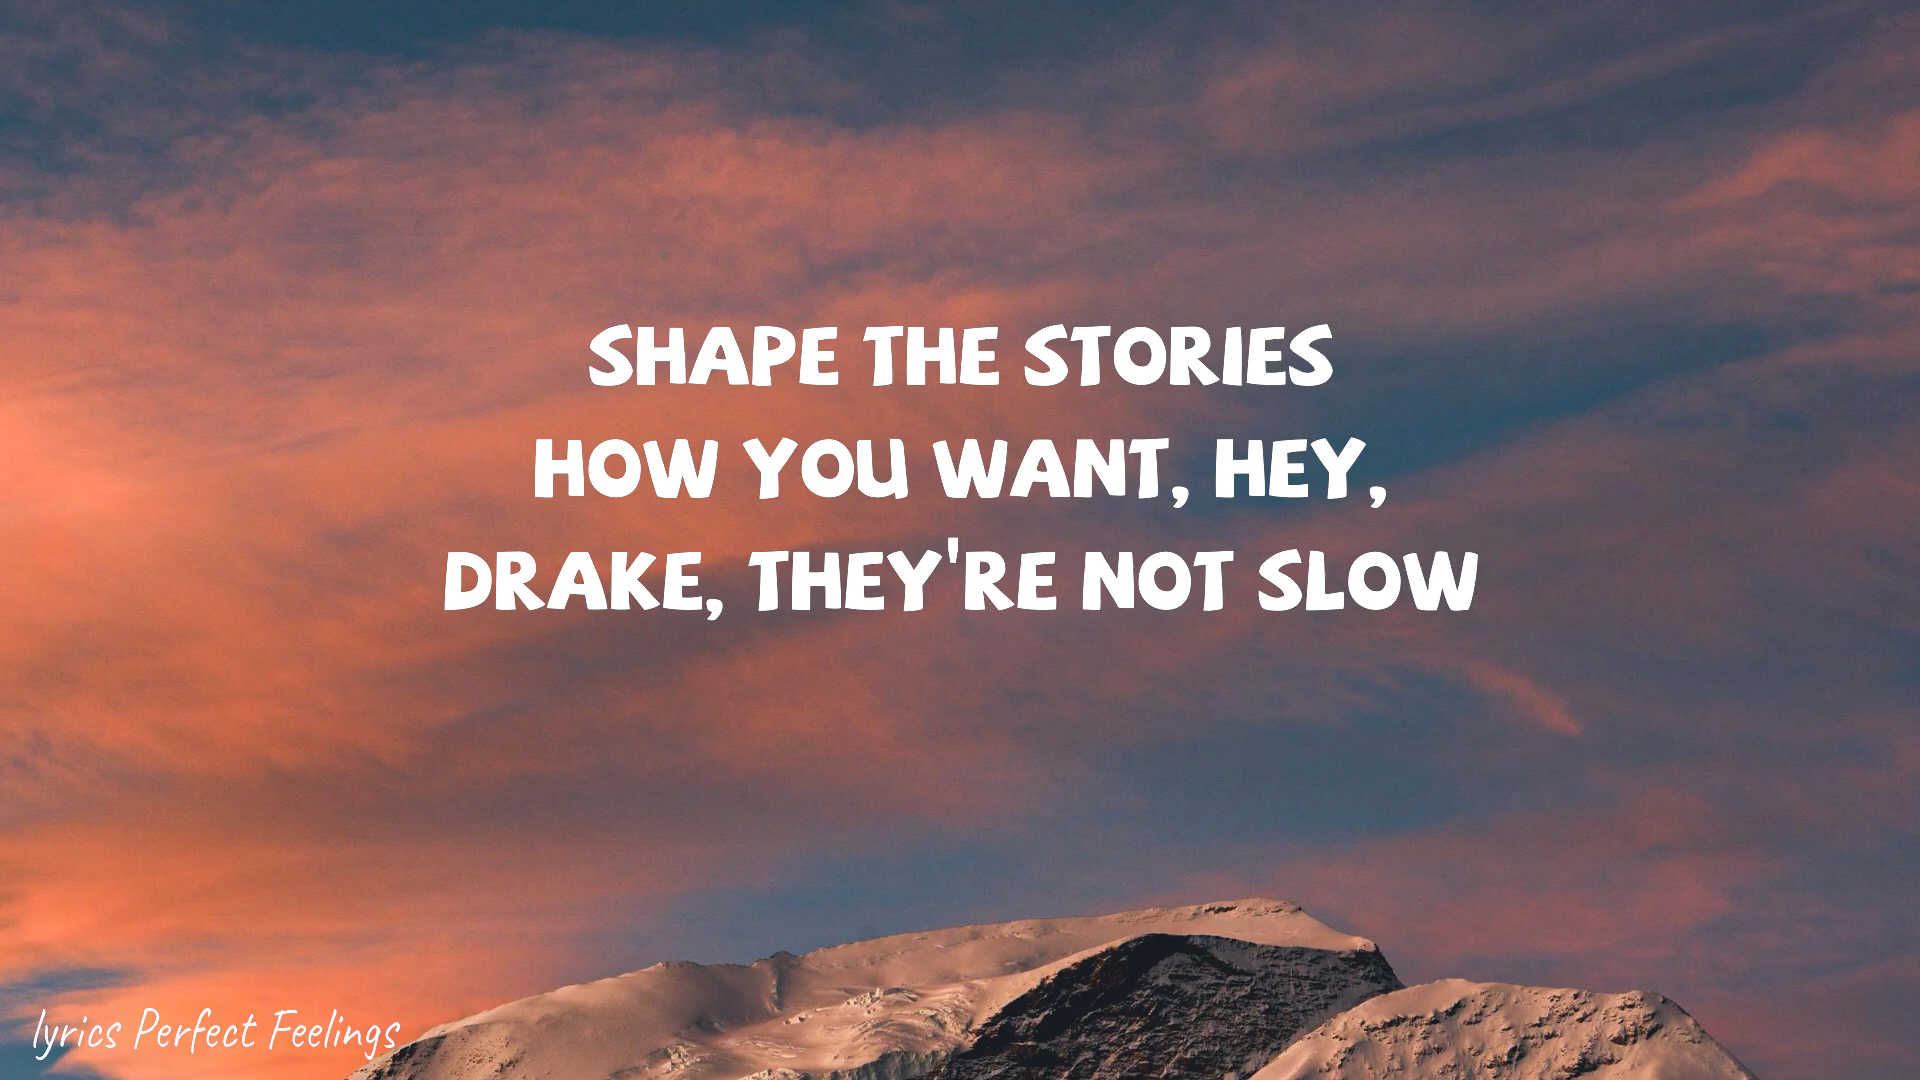 SHAPE THE STORIES
HOW YOU WANT, HEY,
DRAKE, THEY'RE NOT SLOW
lyrics Perfect Feelings